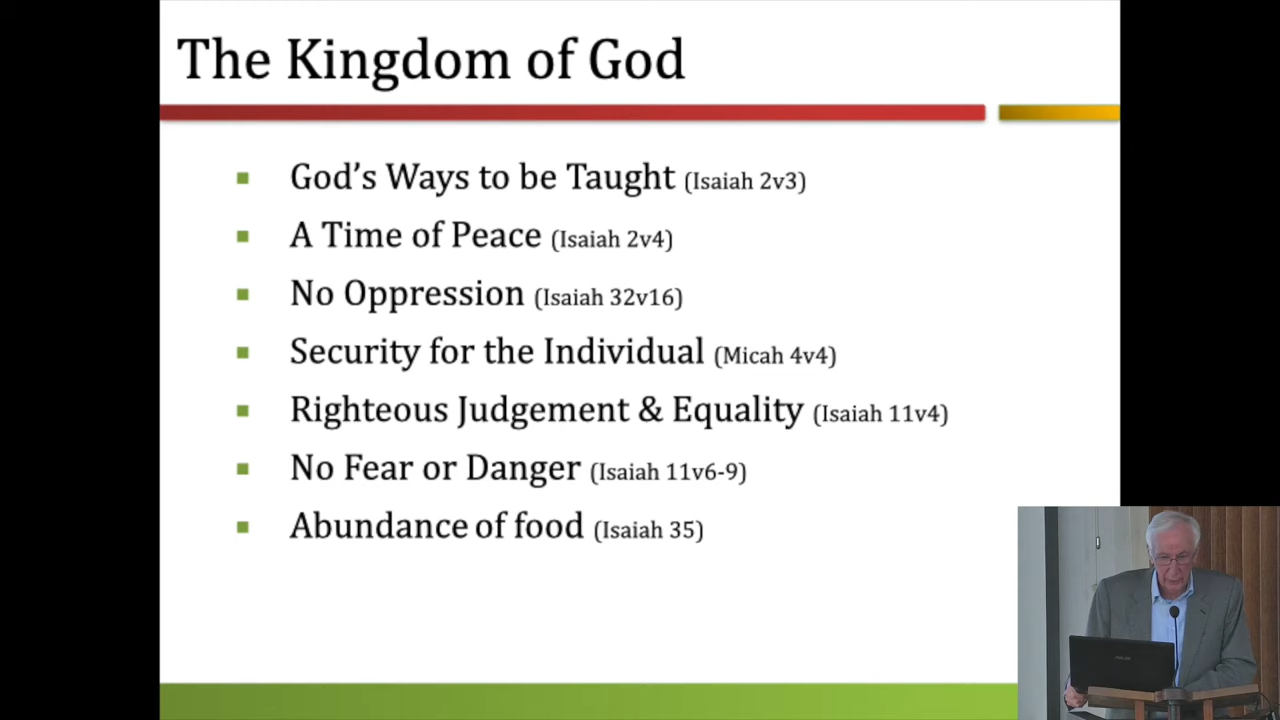 The Kingdom of God
God's Ways to be Taught (Isaiah 2v3)
A Time of Peace (Isaiah 2v4)
No Oppression (Isaiah 32v16)
Security for the Individual (Micah 4v4)
Righteous Judgement & Equality (Isaiah 11v4)
No Fear or Danger (Isaiah 11v6-9)
Abundance of food (Isaiah 35)
ASUS